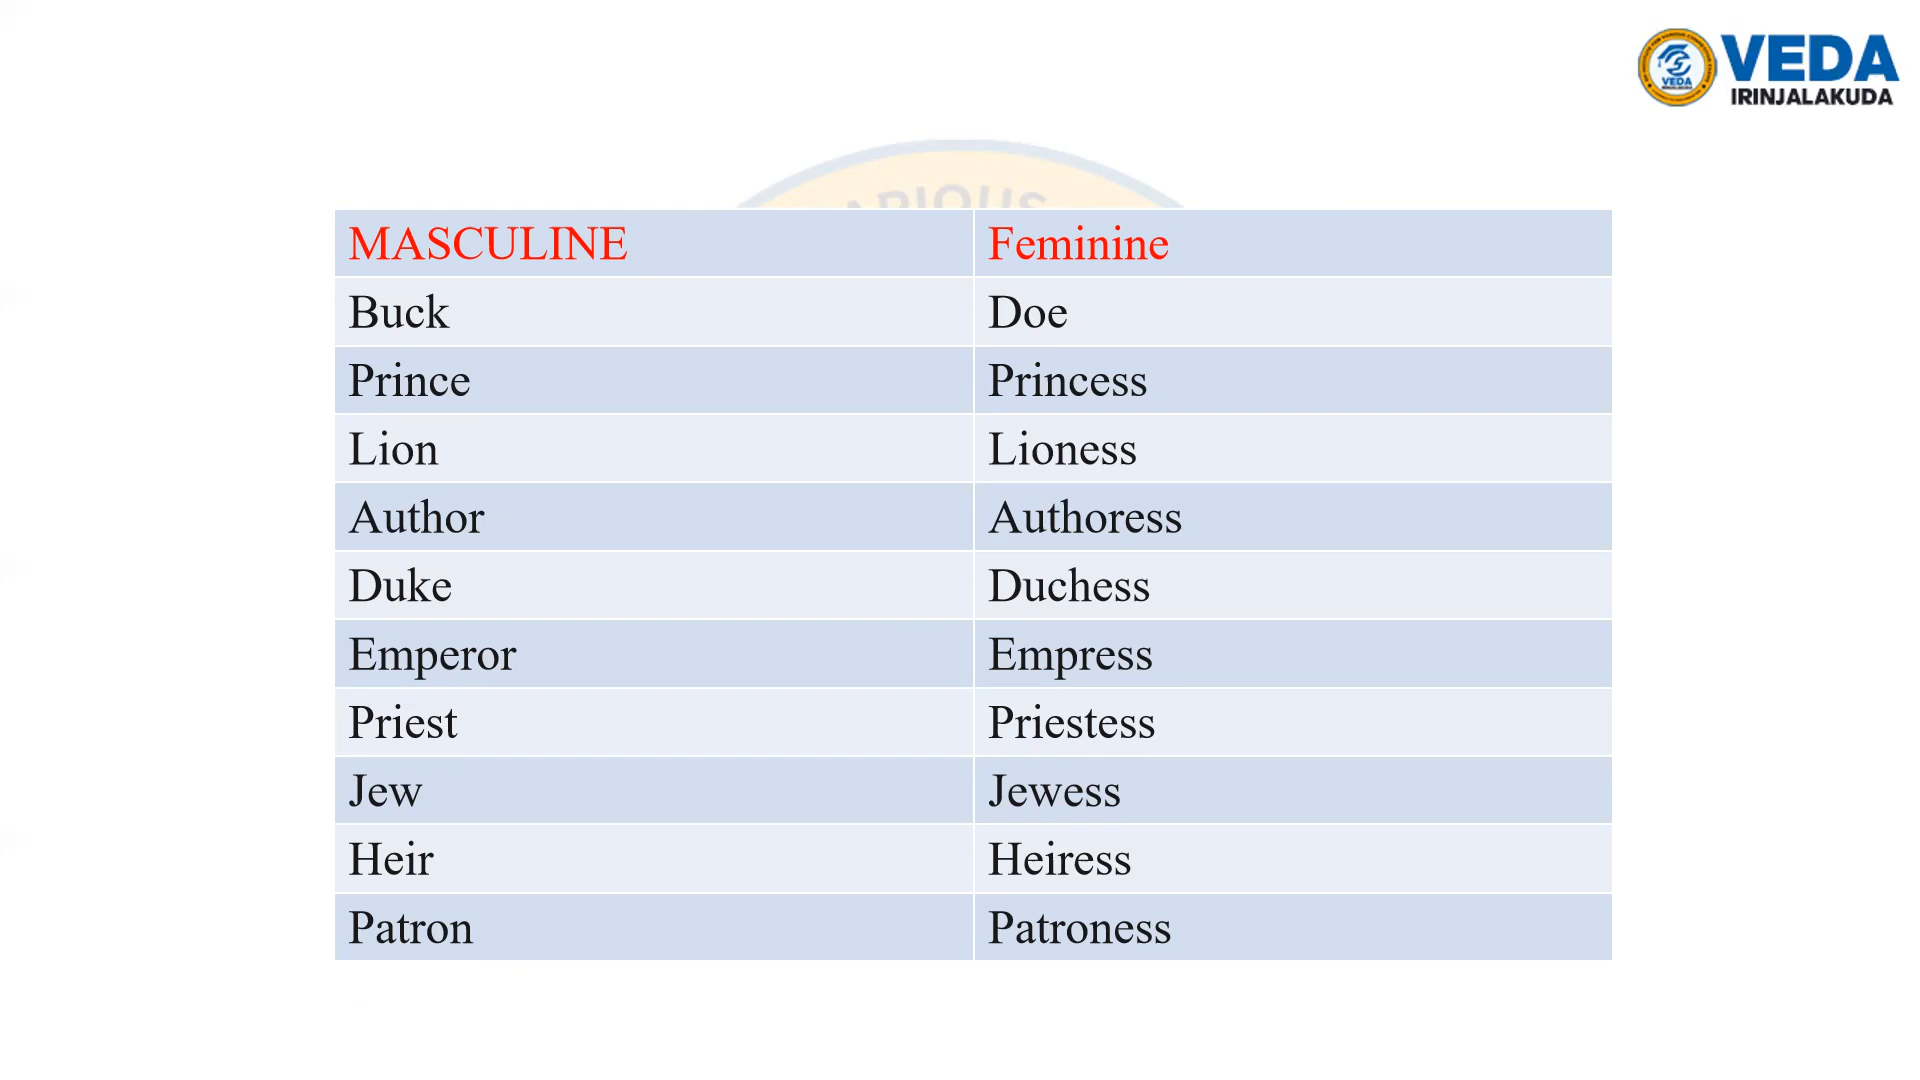 VEDA
IRINJALAKUDA
VEDA
MASCULINE Feminine
Buck Doe
Prince Princess
Lion Lioness
Author Authoress
Duke Duchess
Emperor Empress
Priest Priestess
Jew Jewess
Heir Heiress
Patron Patroness